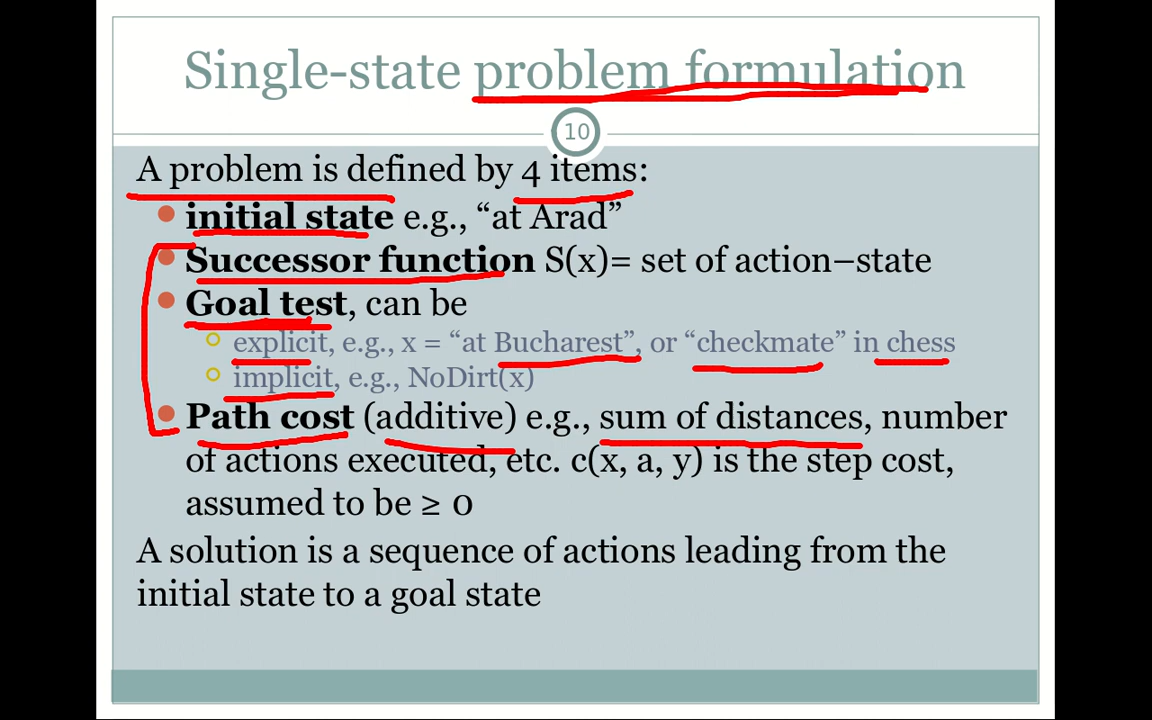 Single-state problem formulation
10
A problem is defined by 4 items:
initial state e.g., “at Arad”
Successor function S(x)= set of action–state
Goal test, can be
explicit, e.g., x = “at Bucharest”, or “checkmate” in chess
implicit, e.g., NoDirt(x)
Path cost (additive) e.g., sum of distances, number
of actions executed, etc. c(x, a, y) is the step cost,
assumed to be ≥ 0
A solution is a sequence of actions leading from the
initial state to a goal state